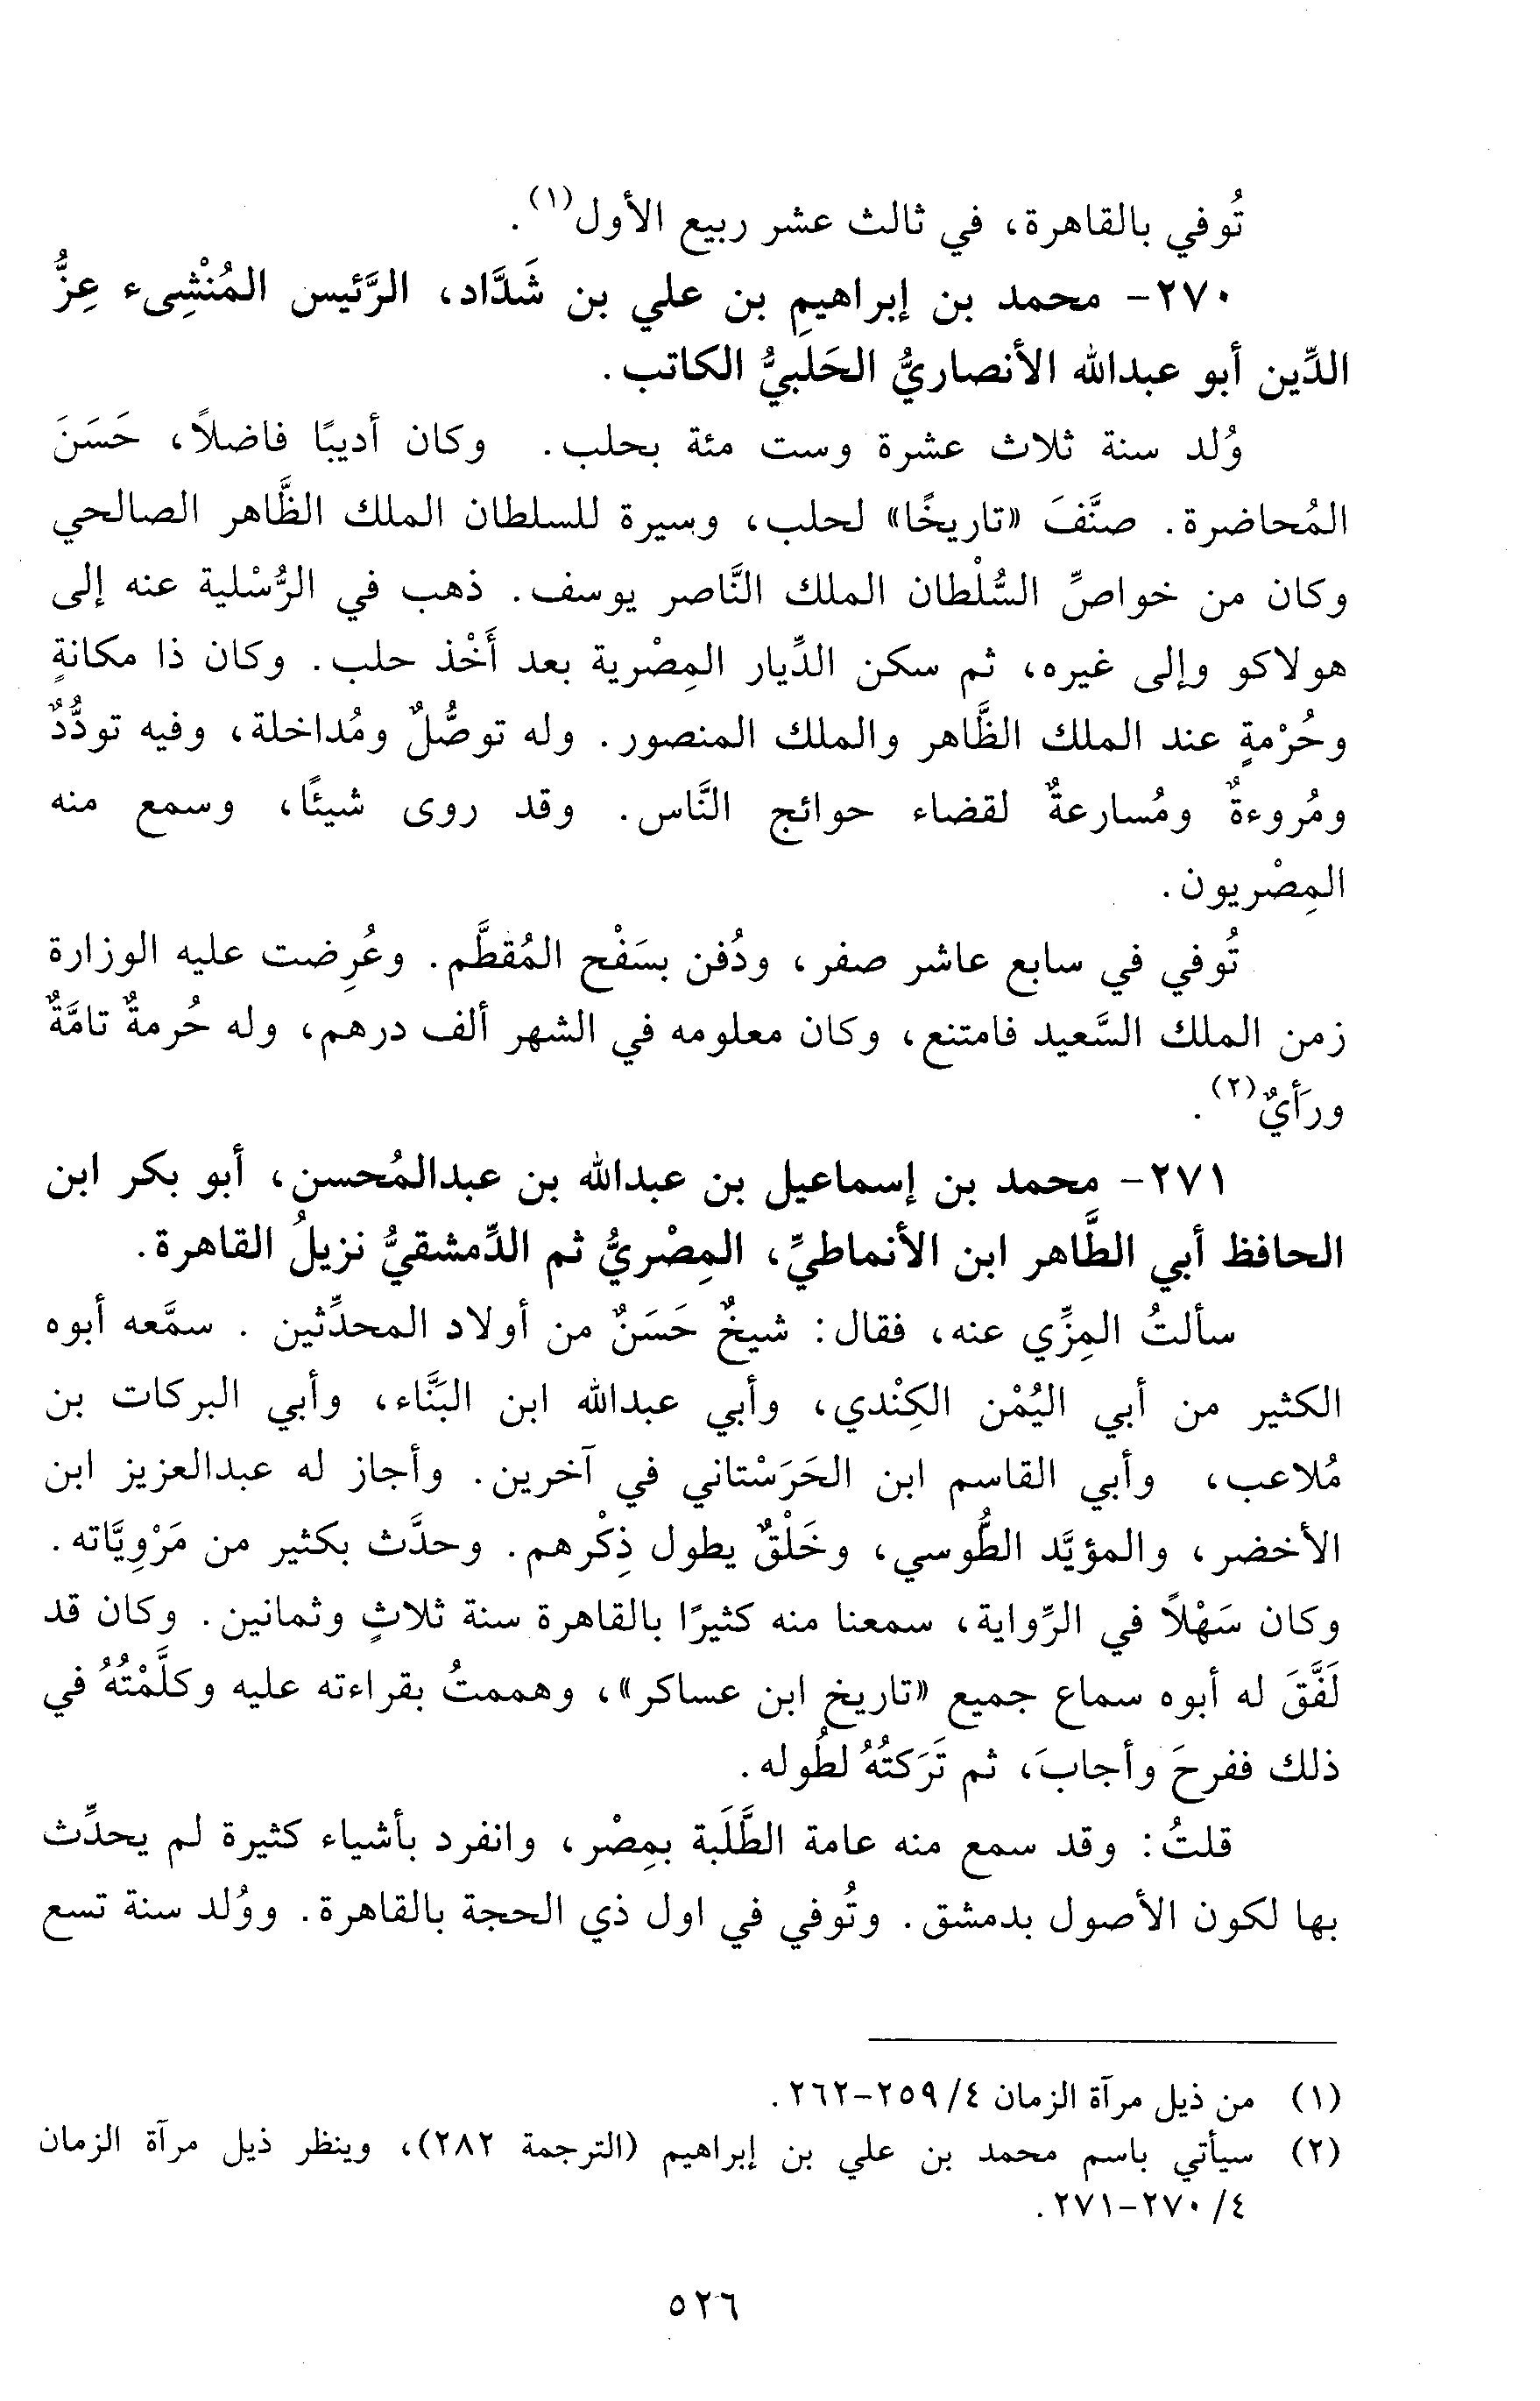 تُوفي بالقاهرة، في ثالث عشر ربيع الأول(١).
٢٧٠- محمد بن إبراهيم بن علي بن شَدَّاد، الرَّئيس المُنْشِىء عِزُّ
الدِّين أبو عبدالله الأنصاريُّ الحَلَبيُّ الكاتب.
وُلد سنة ثلاث عشرة وست مئة بحلب. وكان أديبًا فاضلاً، حَسَنَ
المُحاضرة. صنَّفَ «تاريخًا» لحلب، وسيرة للسلطان الملك الظَّاهر الصالحي
وكان من خواصِّ السُّلْطان الملك النَّاصر يوسف. ذهب في الرُّسْلية عنه إلى
هولاكو وإلى غيره، ثم سكن الدِّيار المِصْرية بعد أَخْذ حلب. وكان ذا مكانةٍ
وحُرْمةٍ عند الملك الظَّاهر والملك المنصور. وله توصُّلٌ ومُداخلة، وفيه تودُّدٌ
ومُروءةٌ ومُسارعةٌ لقضاء حوائج النَّاس. وقد روى شيئًا، وسمع منه
المِصْريون.
تُوفي في سابع عاشر صفر، ودُفن بسَفْح المُقطَّم. وعُرِضت عليه الوزارة
زمن الملك السَّعيد فامتنع، وكان معلومه في الشهر ألف درهم، وله حُرمةٌ تامَّةٌ
ورَأيٌ(٢).
٢٧١- محمد بن إسماعيل بن عبدالله بن عبدالمُحسن، أبو بكر ابن
الحافظ أبي الطَّاهر ابن الأنماطيِّ، المِصْريُّ ثم الدِّمشقيُّ نزيلُ القاهرة.
سألتُ المِزِّي عنه، فقال: شيخٌ حَسَنٌ من أولاد المحدِّثين. سمَّعه أبوه
الكثير من أبي اليُمْن الكِنْدي، وأبي عبدالله ابن البَنَّاء، وأبي البركات بن
مُلاعب، وأبي القاسم ابن الحَرَسْتاني في آخرين. وأجاز له عبدالعزيز ابن
الأخضر، والمؤيَّد الطُّوسي، وخَلْقٌ يطول ذِكْرهم. وحدَّث بكثير من مَرْوِيَّاته.
وكان سَهْلاً في الرِّواية، سمعنا منه كثيرًا بالقاهرة سنة ثلاثٍ وثمانين. وكان قد
لَفَّقَ له أبوه سماع جميع «تاريخ ابن عساكر»، وهممتُ بقراءته عليه وكلَّمْتُهُ في
ذلك ففرحَ وأجابَ، ثم تَرَكتُهُ لطُوله.
قلتُ: وقد سمع منه عامة الطَّلَبة بمِصْر، وانفرد بأشياء كثيرة لم يحدِّث
بها لكون الأصول بدمشق. وتُوفي في اول ذي الحجة بالقاهرة. ووُلد سنة تسع
(١) من ذيل مرآة الزمان ٤/ ٢٥٩-٢٦٢.
(٢) سيأتي باسم محمد بن علي بن إبراهيم (الترجمة ٢٨٢)، وينظر ذيل مرآة الزمان
٤/ ٢٧٠-٢٧١.
٥٢٦